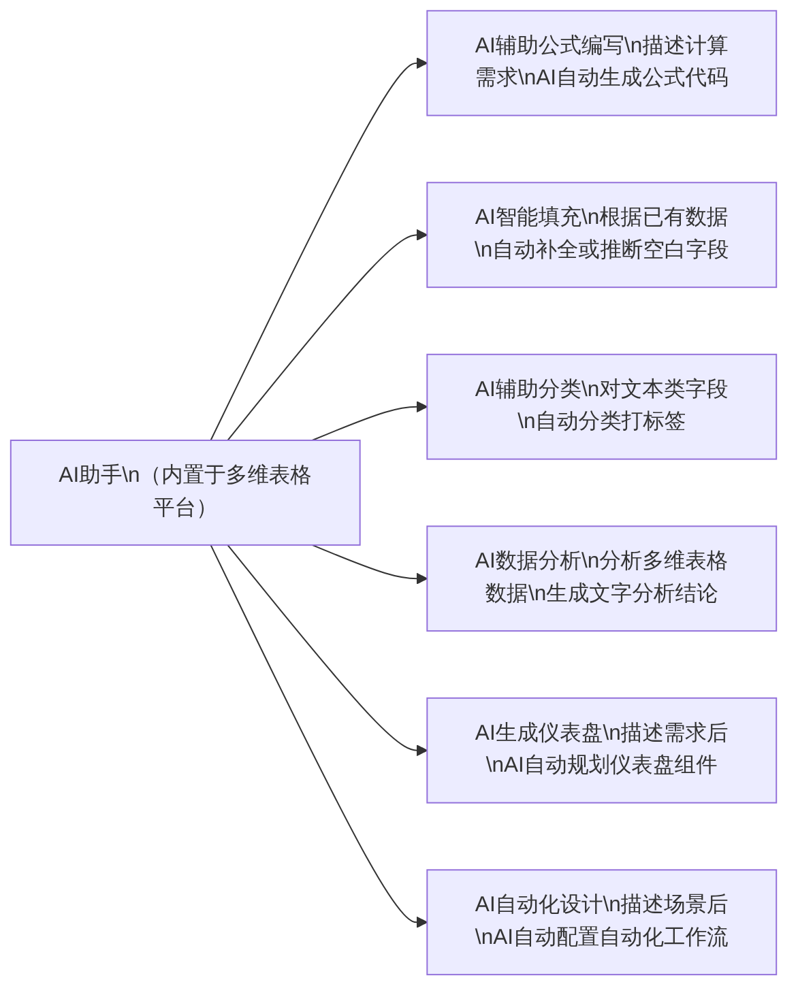 AI辅助公式编写\n描述计算
需求\nAI自动生成公式代码
AI智能填充\n根据已有数据
\n自动补全或推断空白字段
AI辅助分类\n对文本类字段
\n自动分类打标签
AI助手\n（内置于多维表格
平台）
AI数据分析\n分析多维表格
数据\n生成文字分析结论
AI生成仪表盘\n描述需求后
\nAI自动规划仪表盘组件
AI自动化设计\n描述场景后
\nAI自动配置自动化工作流